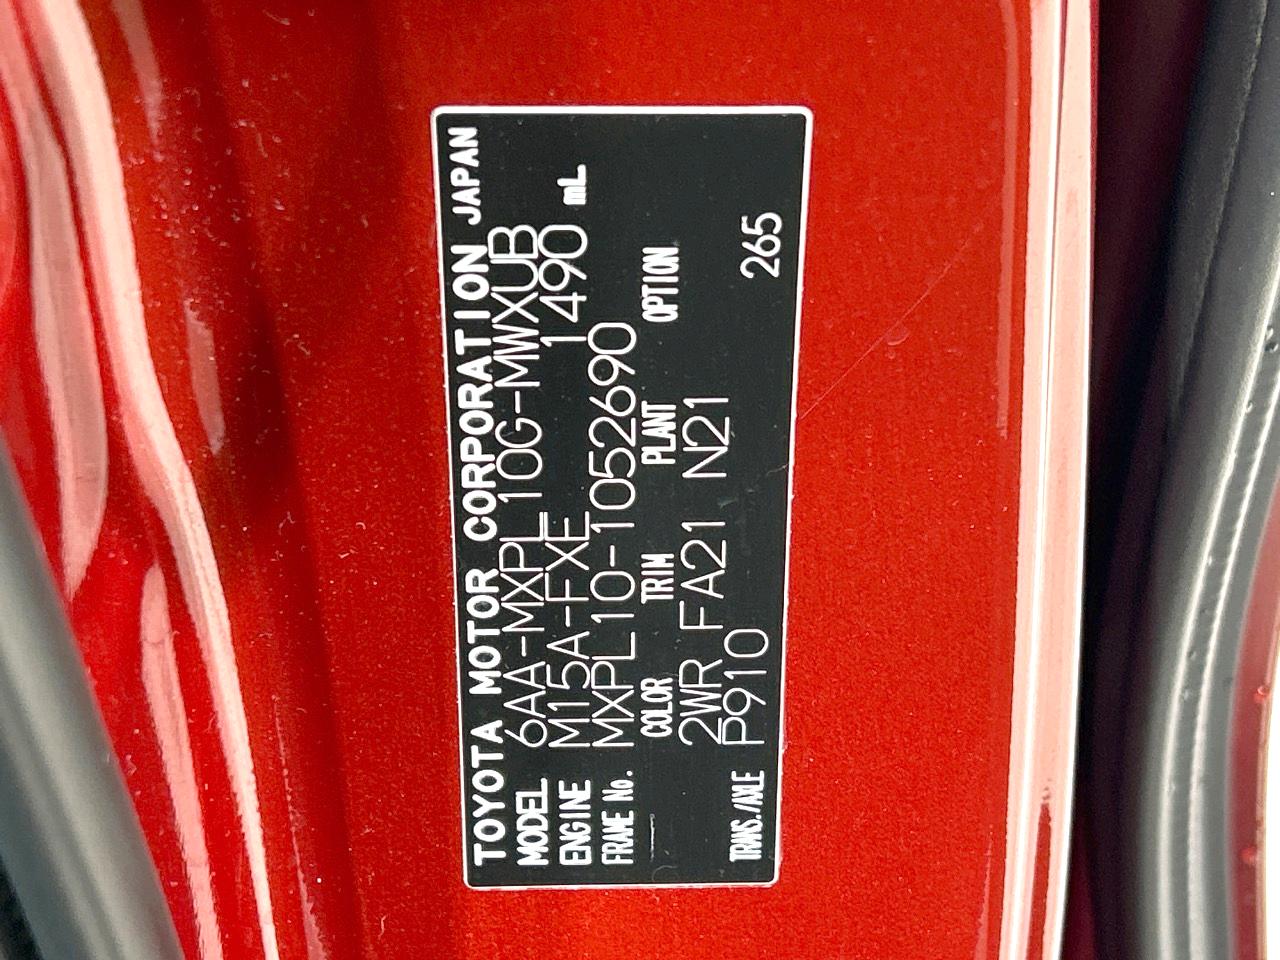 TOYOTA MOTOR CORPORATION JAPAN
MODEL 6AA-MXPL10G-MWXUB
ENGINE M15A-FXE 1490 mL
FRAME No. MXPL10-1052690
COLOR TRIM PLANT OPTION
2WR FA21 N21
TRANS./AXLE P910 265